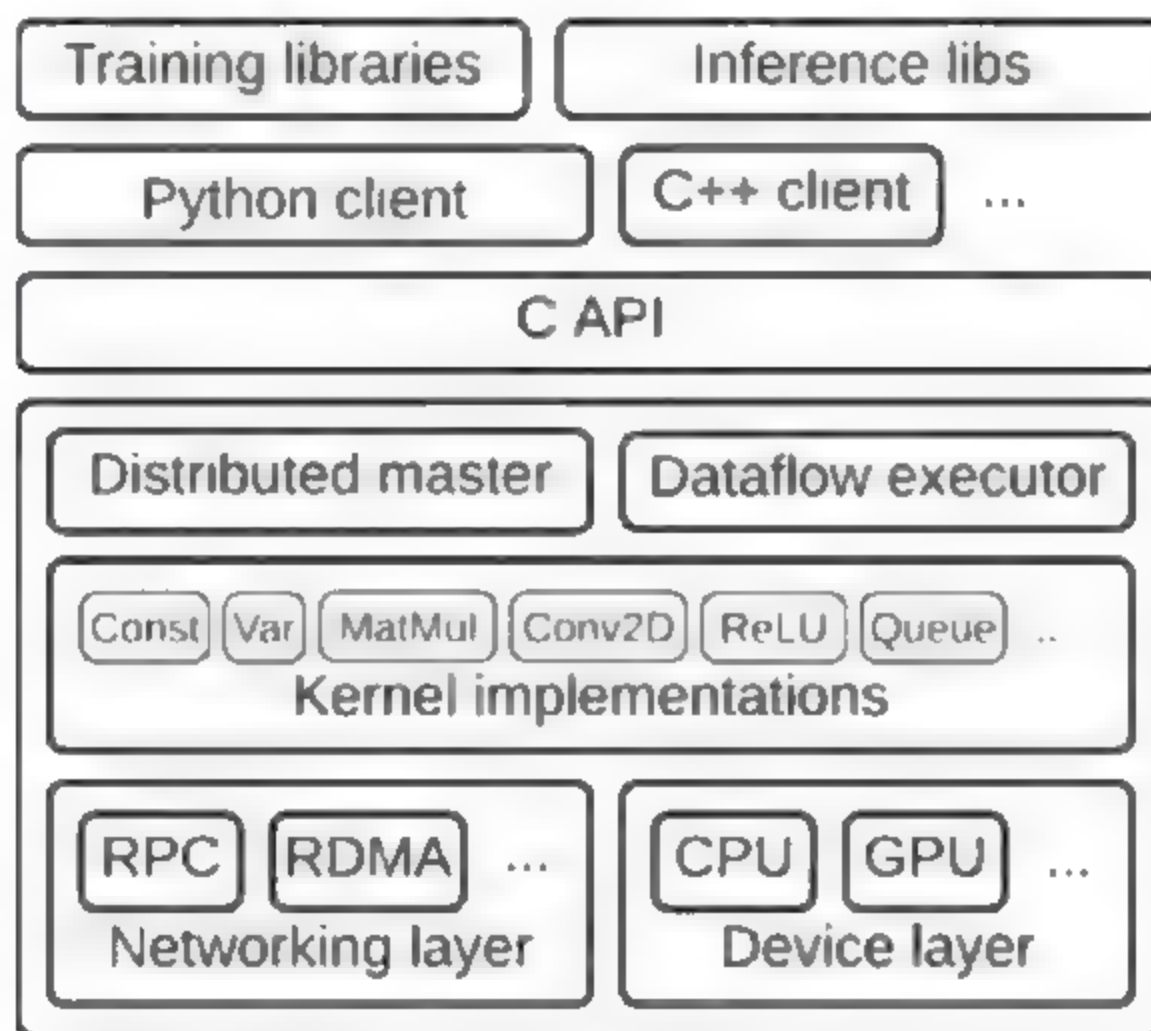 Training libraries Inference libs
Python client C++ client ...
C API
Distributed master Dataflow executor
Const Var MatMul Conv2D ReLU Queue ..
Kernel implementations
RPC RDMA ... CPU GPU ...
Networking layer Device layer